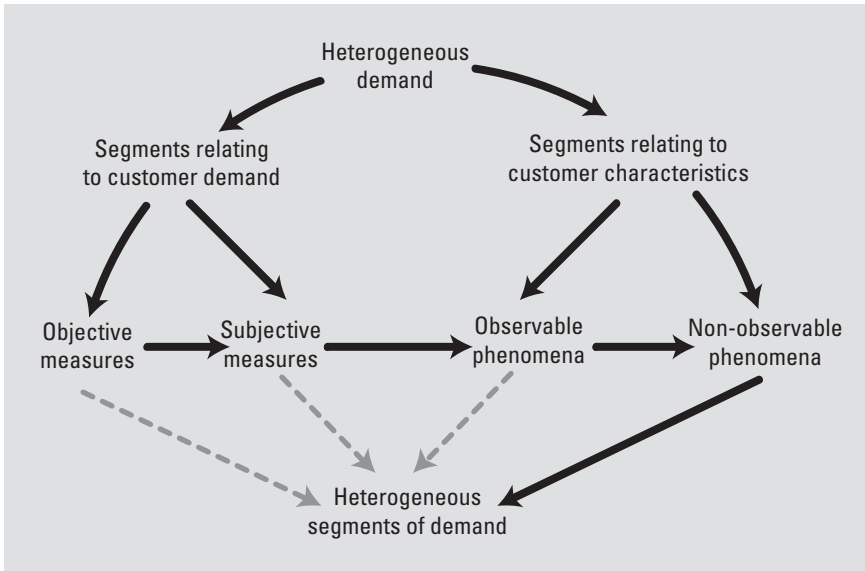 Heterogeneous
demand
Segments relating
to customer demand
Segments relating to
customer characteristics
Objective
measures
Subjective
measures
Observable
phenomena
Non-observable
phenomena
Heterogeneous
segments of demand